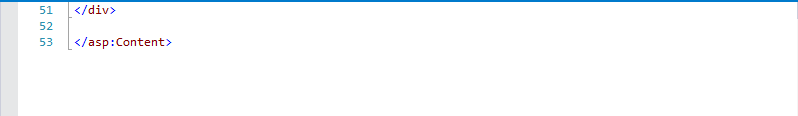 51 </div>
52
53 </asp:Content>